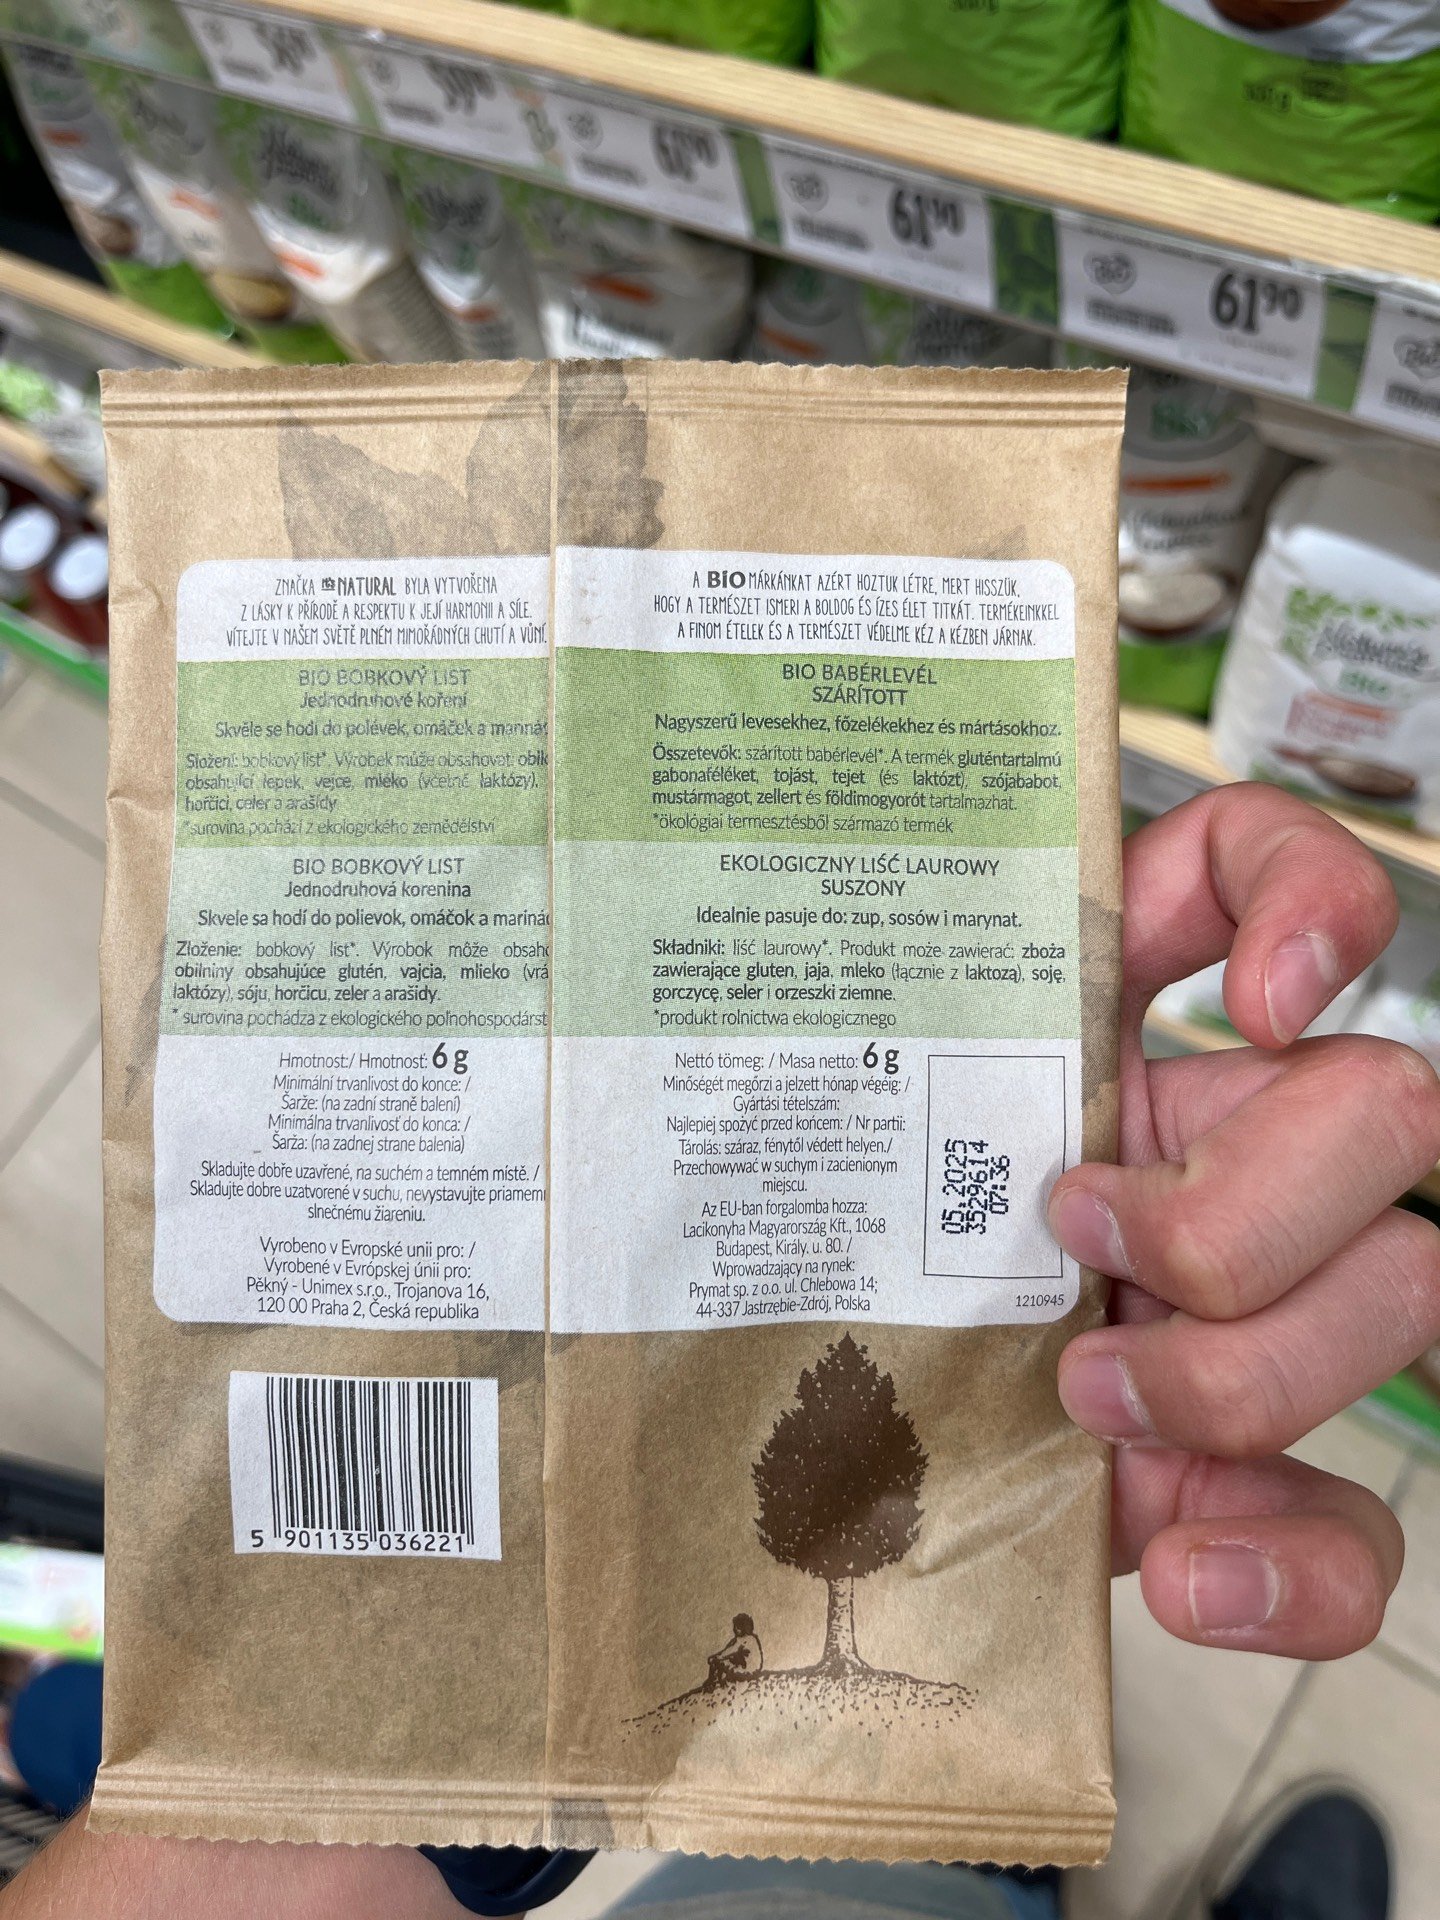 61⁹⁰
61⁹⁰
ZNAČKA NATURAL BYLA VYTVOŘENA
Z LÁSKY K PŘÍRODĚ A RESPEKTU K JEJÍ HARMONII A SÍLE.
VÍTEJTE V NAŠEM SVĚTĚ PLNÉM MIMOŘÁDNÝCH CHUTÍ A VŮNÍ.
BIO BOBKOVÝ LIST
Jednodruhové koření
Skvěle se hodí do polévek, omáček a
Složení: bobkový list*. Výrobek může obsahovat:
obsahující lepek, vejce, mléko (včetně laktózy),
hořčici, celer a arašídy
*surovina pochází z ekologického zemědělství
BIO BOBKOVÝ LIST
Jednodruhová korenina
Skvele sa hodí do polievok, omáčok a
Zloženie: bobkový list*. Výrobok môže
obilniny obsahujúce glutén, vajcia, mlieko
laktózy), sóju, horčicu, zeler a arašidy.
* surovina pochádza z ekologického
Hmotnost:/ Hmotnosť: 6 g
Minimální trvanlivost do konce: /
Šarže: (na zadní straně balení)
Minimálna trvanlivosť do konca: /
Šarža: (na zadnej strane balenia)
Skladujte dobře uzavřené, na suchém a temném místě. /
Skladujte dobre uzatvorené v suchu, nevystavujte
slnečnému žiareniu.
Vyrobeno v Evropské unii pro: /
Vyrobené v Evrópskej únii pro:
Pěkný - Unimex s.r.o., Trojanova 16,
120 00 Praha 2, Česká republika
5 901135 036221
A BIO MÁRKÁNKAT AZÉRT HOZTUK LÉTRE, MERT HISSZÜK,
HOGY A TERMÉSZET ISMERI A BOLDOG ÉS ÍZES ÉLET TITKÁT. TERMÉKEINKKEL
A FINOM ÉTELEK ÉS A TERMÉSZET VÉDELME KÉZ A KÉZBEN JÁRNAK.
BIO BABÉRLEVÉL
SZÁRÍTOTT
Nagyszerű levesekhez, főzelékekhez és mártásokhoz.
Összetevők: szárított babérlevél*. A termék gluténtartalmú
gabonaféléket, tojást, tejet (és laktózt), szójababot,
mustármagot, zellert és földimogyorót tartalmazhat.
*ökológiai termesztésből származó termék
EKOLOGICZNY LIŚĆ LAUROWY
SUSZONY
Idealnie pasuje do: zup, sosów i marynat.
Składniki: liść laurowy*. Produkt może zawierać: zboża
zawierające gluten, jaja, mleko (łącznie z laktozą), soję,
gorczycę, seler i orzeszki ziemne.
*produkt rolnictwa ekologicznego
Nettó tömeg: / Masa netto: 6 g
Minőségét megőrzi a jelzett hónap végéig: /
Gyártási tételszám:
Najlepiej spożyć przed końcem: / Nr partii:
Tárolás: száraz, fénytől védett helyen./
Przechowywać w suchym i zacienionym
miejscu.
Az EU-ban forgalomba hozza:
Lacikonyha Magyarország Kft., 1068
Budapest, Király. u. 80. /
Wprowadzający na rynek:
Prymat sp. z o.o. ul. Chlebowa 14;
44-337 Jastrzębie-Zdrój, Polska
05.2025
3529614
07:36
1210945